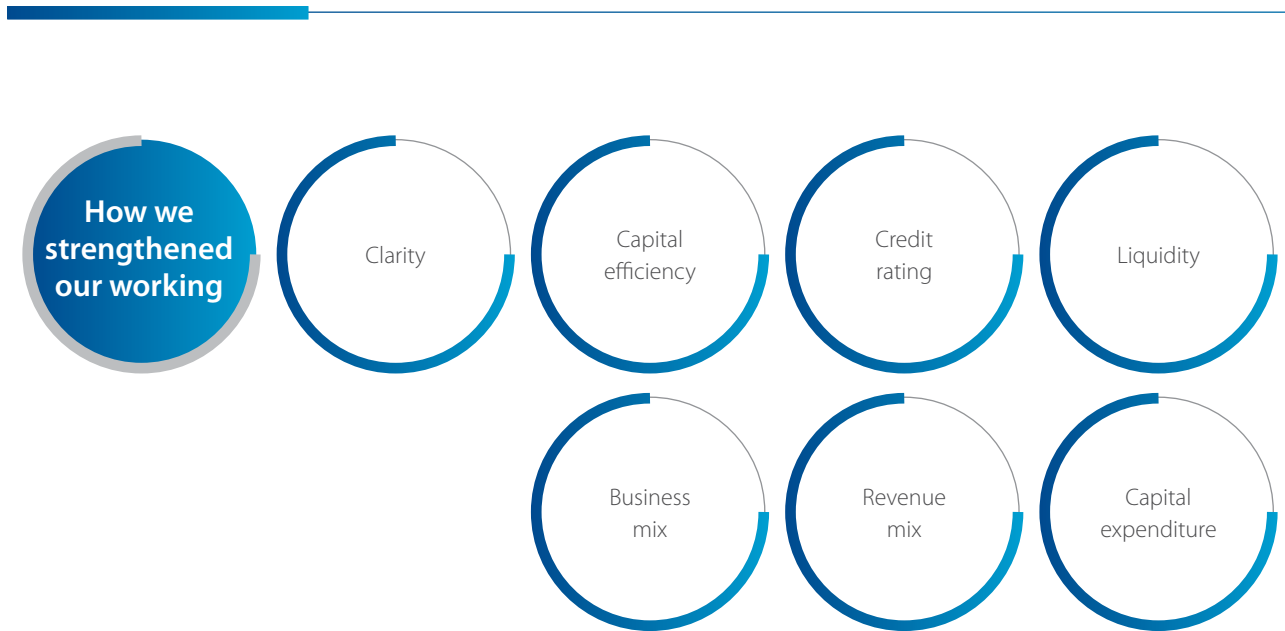 How we
strengthened
our working
Clarity
Capital
efficiency
Credit
rating
Liquidity
Business
mix
Revenue
mix
Capital
expenditure